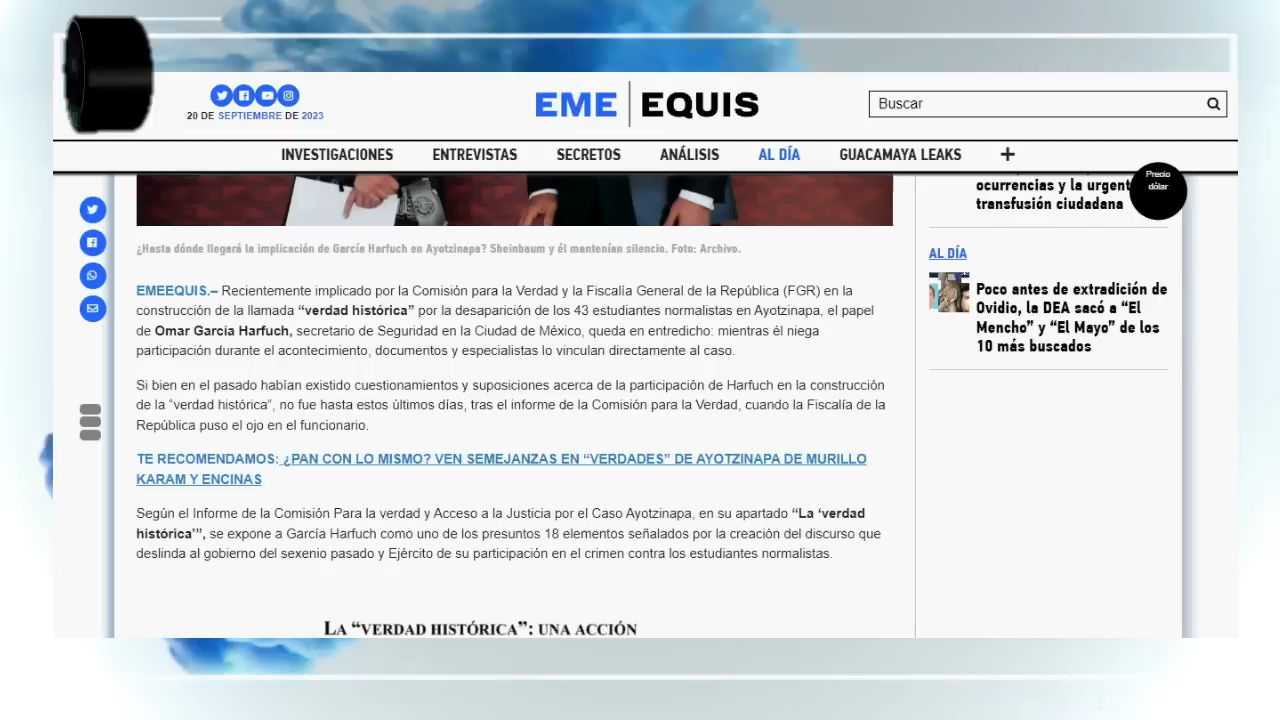 20 DE SEPTIEMBRE DE 2023
EME EQUIS
Buscar
INVESTIGACIONES ENTREVISTAS SECRETOS ANÁLISIS AL DÍA GUACAMAYA LEAKS +
¿Hasta dónde llegará la implicación de García Harfuch en Ayotzinapa? Sheinbaum y él mantenían silencio. Foto: Archivo.
EMEEQUIS.– Recientemente implicado por la Comisión para la Verdad y la Fiscalía General de la República (FGR) en la
construcción de la llamada “verdad histórica” por la desaparición de los 43 estudiantes normalistas en Ayotzinapa, el papel
de Omar García Harfuch, secretario de Seguridad en la Ciudad de México, queda en entredicho: mientras él niega
participación durante el acontecimiento, documentos y especialistas lo vinculan directamente al caso.
Si bien en el pasado habían existido cuestionamientos y suposiciones acerca de la participación de Harfuch en la construcción
de la “verdad histórica”, no fue hasta estos últimos días, tras el informe de la Comisión para la Verdad, cuando la Fiscalía de la
República puso el ojo en el funcionario.
TE RECOMENDAMOS: ¿PAN CON LO MISMO? VEN SEMEJANZAS EN “VERDADES” DE AYOTZINAPA DE MURILLO
KARAM Y ENCINAS
Según el Informe de la Comisión Para la verdad y Acceso a la Justicia por el Caso Ayotzinapa, en su apartado “La ‘verdad
histórica’”, se expone a García Harfuch como uno de los presuntos 18 elementos señalados por la creación del discurso que
deslinda al gobierno del sexenio pasado y Ejército de su participación en el crimen contra los estudiantes normalistas.
LA “VERDAD HISTÓRICA”: UNA ACCIÓN
ocurrencias y la urgent
transfusión ciudadana
Precio
dólar
AL DÍA
Poco antes de extradición de
Ovidio, la DEA sacó a “El
Mencho” y “El Mayo” de los
10 más buscados